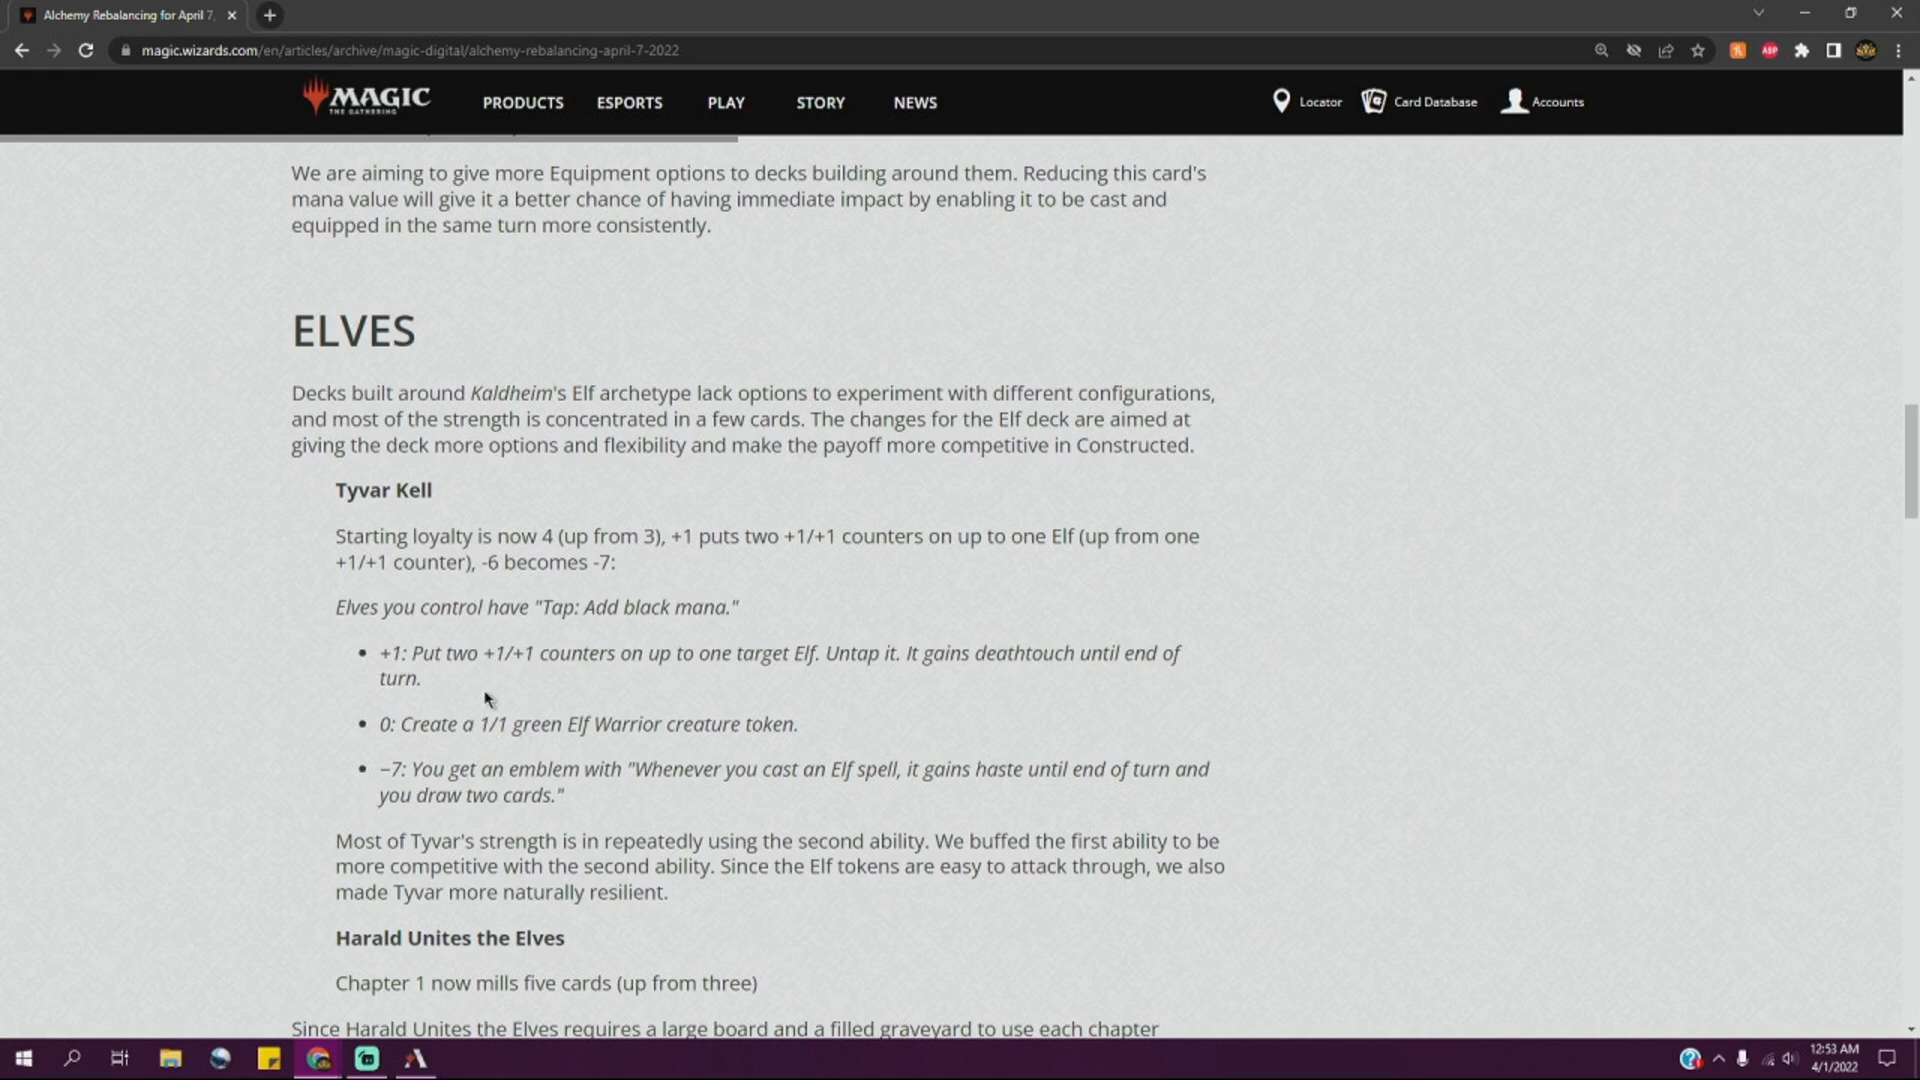 Alchemy Rebalancing for April 7,
magic.wizards.com/en/articles/archive/magic-digital/alchemy-rebalancing-april-7-2022
ABP
MAGIC
THE GATHERING
PRODUCTS
ESPORTS
PLAY
STORY
NEWS
Locator
Card Database
Accounts
We are aiming to give more Equipment options to decks building around them. Reducing this card's
mana value will give it a better chance of having immediate impact by enabling it to be cast and
equipped in the same turn more consistently.
ELVES
Decks built around Kaldheim's Elf archetype lack options to experiment with different configurations,
and most of the strength is concentrated in a few cards. The changes for the Elf deck are aimed at
giving the deck more options and flexibility and make the payoff more competitive in Constructed.
Tyvar Kell
Starting loyalty is now 4 (up from 3), +1 puts two +1/+1 counters on up to one Elf (up from one
+1/+1 counter), -6 becomes -7:
Elves you control have "Tap: Add black mana."
• +1: Put two +1/+1 counters on up to one target Elf. Untap it. It gains deathtouch until end of
turn.
• 0: Create a 1/1 green Elf Warrior creature token.
• −7: You get an emblem with "Whenever you cast an Elf spell, it gains haste until end of turn and
you draw two cards."
Most of Tyvar's strength is in repeatedly using the second ability. We buffed the first ability to be
more competitive with the second ability. Since the Elf tokens are easy to attack through, we also
made Tyvar more naturally resilient.
Harald Unites the Elves
Chapter 1 now mills five cards (up from three)
Since Harald Unites the Elves requires a large board and a filled graveyard to use each chapter
12:53 AM
4/1/2022